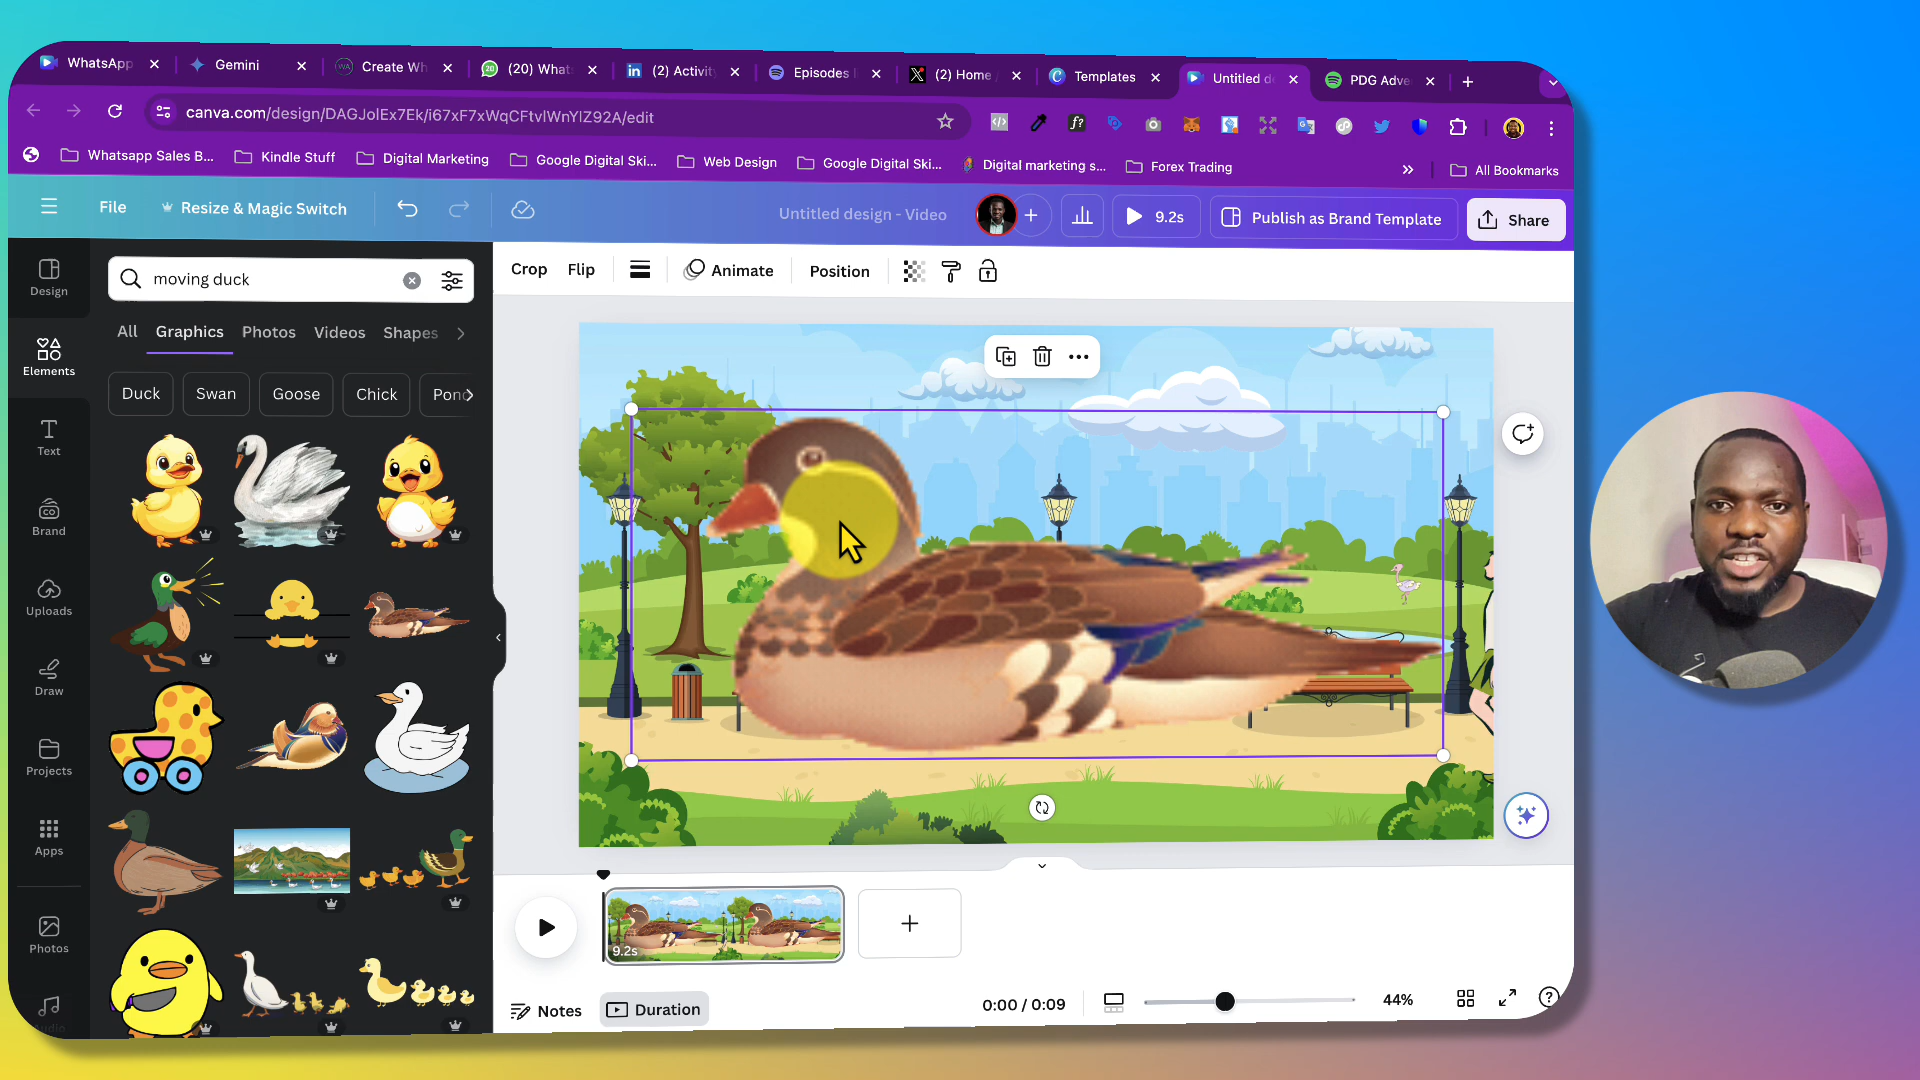 WhatsApp
Gemini
Create Wh
(20) What
(2) Activity
Episodes
(2) Home
Templates
Untitled d
PDG Adve
canva.com/design/DAGJolEx7Ek/i67xF7xWqCFtvIWnYIZ92A/edit
Whatsapp Sales B...
Kindle Stuff
Digital Marketing
Google Digital Ski...
Web Design
Google Digital Ski...
Digital marketing s...
Forex Trading
All Bookmarks
File
Resize & Magic Switch
Untitled design - Video
9.2s
Publish as Brand Template
Share
Design
Elements
Text
Brand
Uploads
Draw
Projects
Apps
Photos
Audio
moving duck
All
Graphics
Photos
Videos
Shapes
Duck
Swan
Goose
Chick
Pond
Crop
Flip
Animate
Position
9.2s
Notes
Duration
0:00 / 0:09
44%